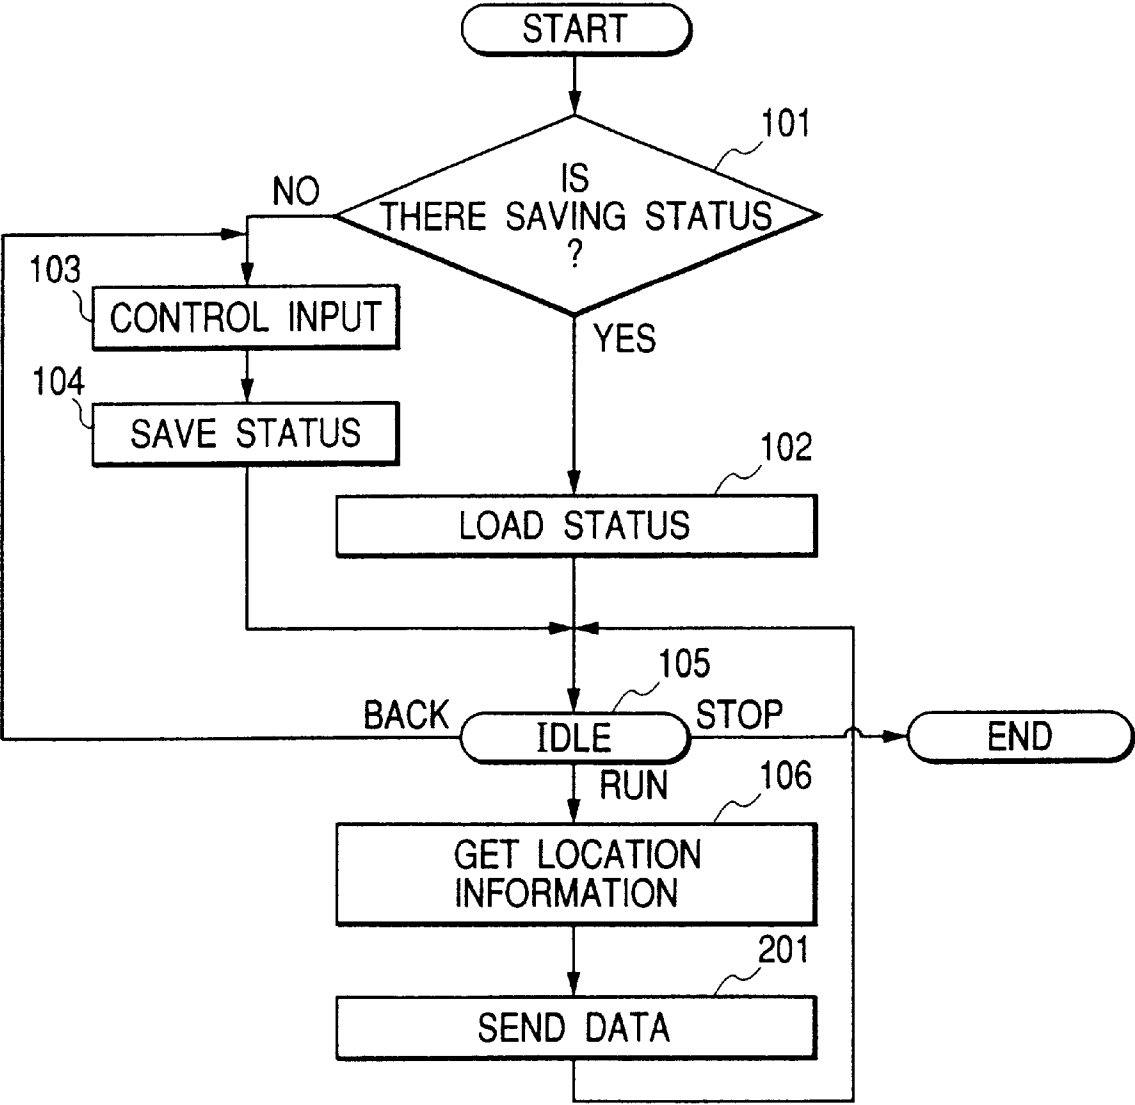 START
101
IS
THERE SAVING STATUS
?
NO
YES
103
CONTROL INPUT
104
SAVE STATUS
102
LOAD STATUS
105
BACK
IDLE
STOP
END
RUN
106
GET LOCATION
INFORMATION
201
SEND DATA